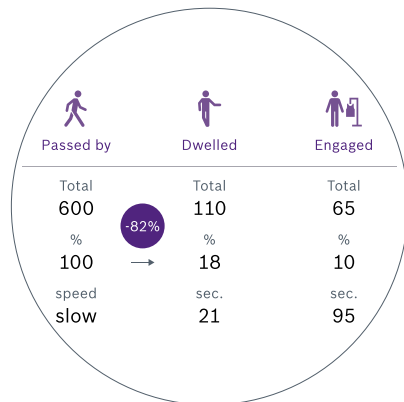 Passed by Dwelled Engaged
Total Total Total
600 110 65
-82%
% % %
100 18 10
speed sec. sec.
slow 21 95